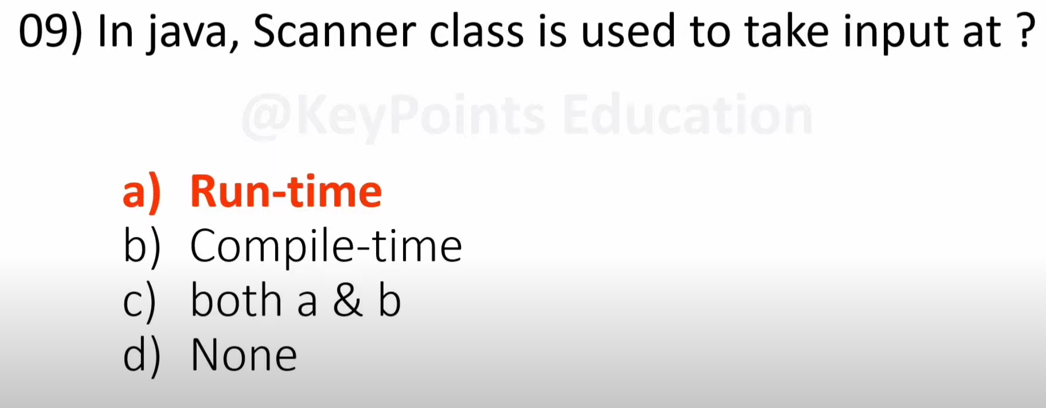 09) In java, Scanner class is used to take input at ?
@KeyPoints Education
a) Run-time
b) Compile-time
c) both a & b
d) None